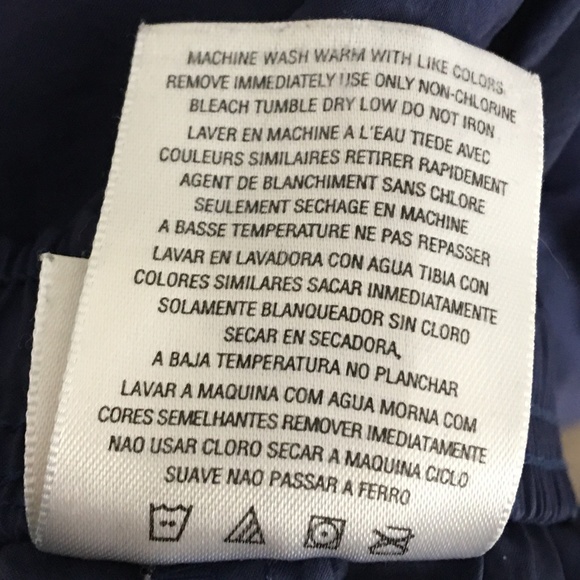 MACHINE WASH WARM WITH LIKE COLORS.
REMOVE IMMEDIATELY USE ONLY NON-CHLORINE
BLEACH TUMBLE DRY LOW DO NOT IRON
LAVER EN MACHINE A L'EAU TIEDE AVEC
COULEURS SIMILAIRES RETIRER RAPIDEMENT
AGENT DE BLANCHIMENT SANS CHLORE
SEULEMENT SECHAGE EN MACHINE
A BASSE TEMPERATURE NE PAS REPASSER
LAVAR EN LAVADORA CON AGUA TIBIA CON
COLORES SIMILARES SACAR INMEDIATAMENTE
SOLAMENTE BLANQUEADOR SIN CLORO
SECAR EN SECADORA,
A BAJA TEMPERATURA NO PLANCHAR
LAVAR A MAQUINA COM AGUA MORNA COM
CORES SEMELHANTES REMOVER IMEDIATAMENTE
NAO USAR CLORO SECAR A MAQUINA CICLO
SUAVE NAO PASSAR A FERRO